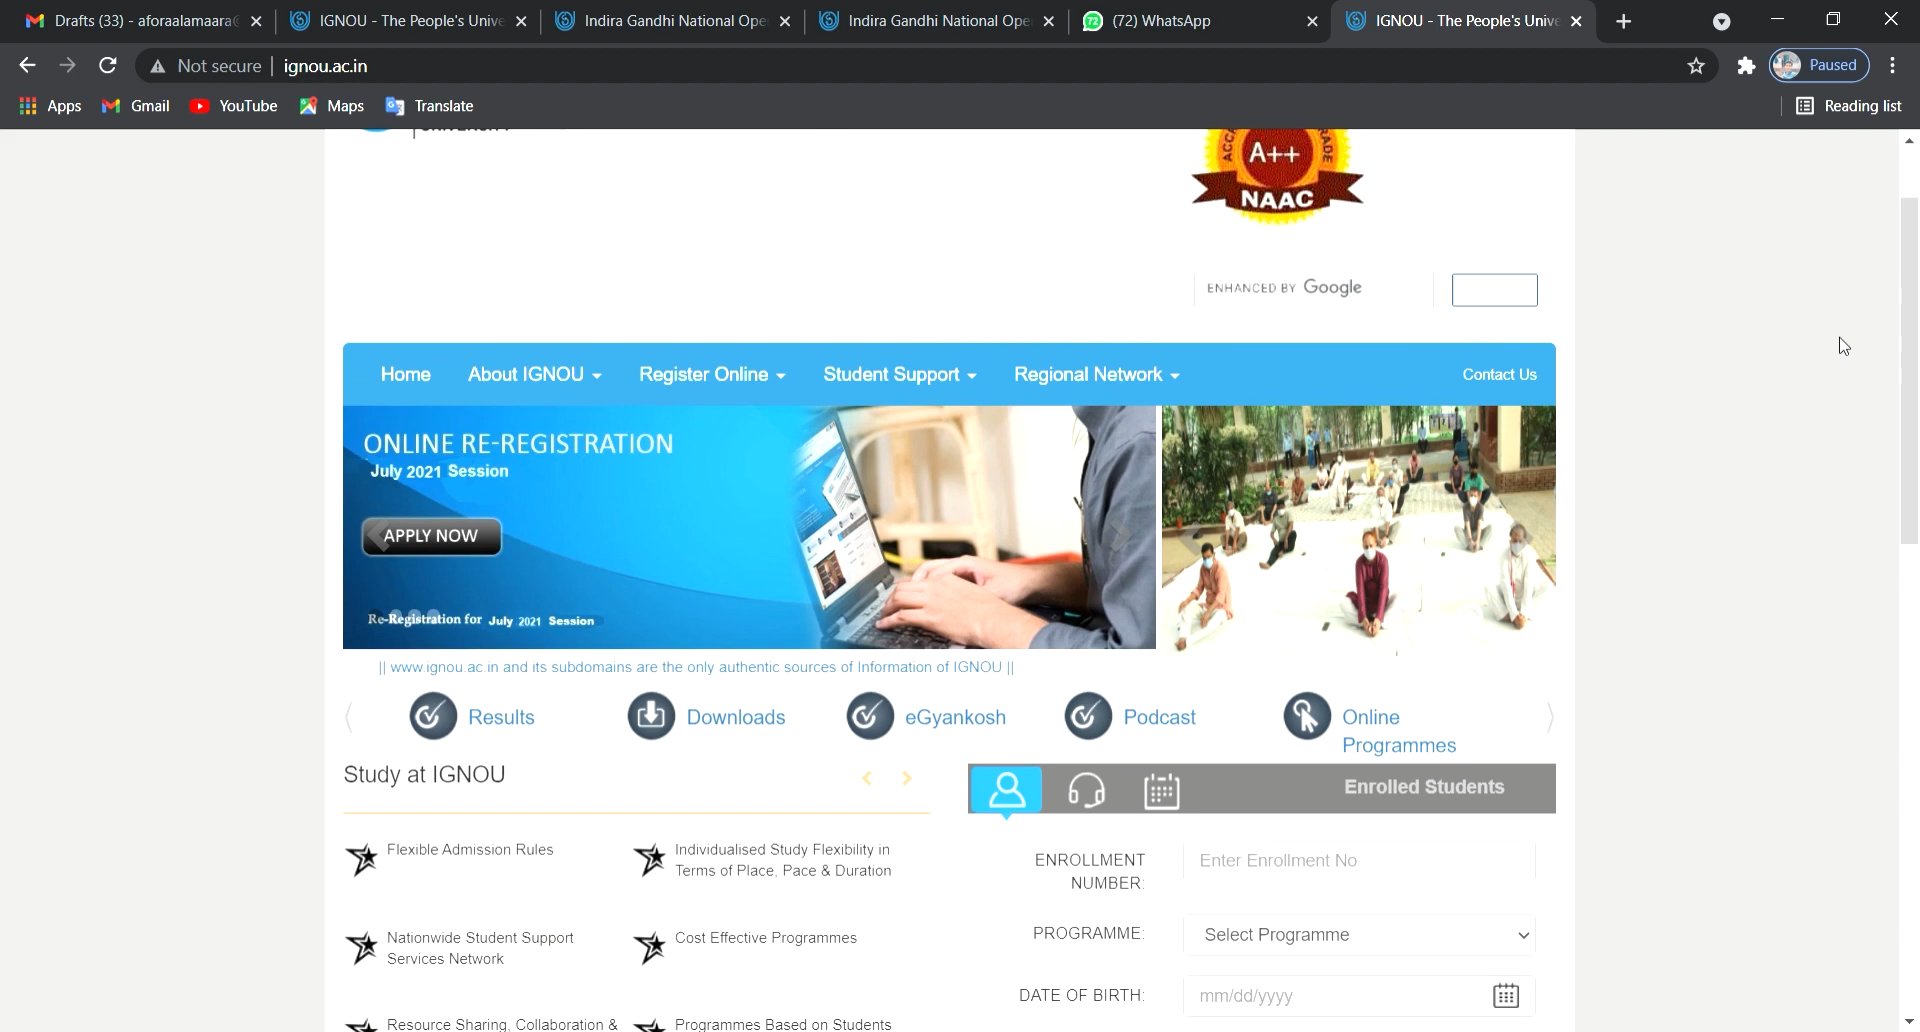 Drafts (33) - aforaalamaara
IGNOU - The People's Unive
Indira Gandhi National Ope
Indira Gandhi National Ope
72
(72) WhatsApp
IGNOU - The People's Unive
Not secure
ignou.ac.in
Paused
Apps
Gmail
YouTube
Maps
Translate
Reading list
A++
NAAC
ENHANCED BY Google
Home
About IGNOU
Register Online
Student Support
Regional Network
Contact Us
ONLINE RE-REGISTRATION
July 2021 Session
APPLY NOW
Re-Registration for July 2021 Session
|| www.ignou.ac.in and its subdomains are the only authentic sources of Information of IGNOU ||
Results
Downloads
eGyankosh
Podcast
Online
Programmes
Study at IGNOU
Enrolled Students
Flexible Admission Rules
Individualised Study Flexibility in
Terms of Place, Pace & Duration
ENROLLMENT
NUMBER:
Enter Enrollment No
Nationwide Student Support
Services Network
Cost Effective Programmes
PROGRAMME:
Select Programme
DATE OF BIRTH:
mm/dd/yyyy
Resource Sharing, Collaboration &
Programmes Based on Students